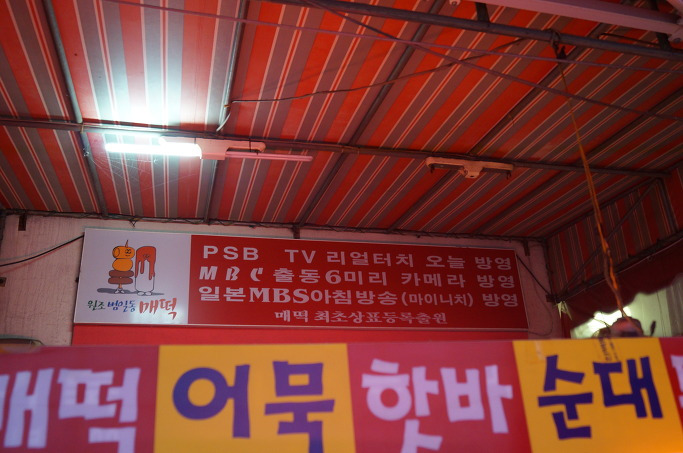 PSB TV 리얼터치 오늘 방영
MBC 출동6미리 카메라 방영
일본MBS아침방송(마이니치) 방영
매떡 최초상표등록출원
원조 범일동 매떡
매떡 어묵 핫바 순대